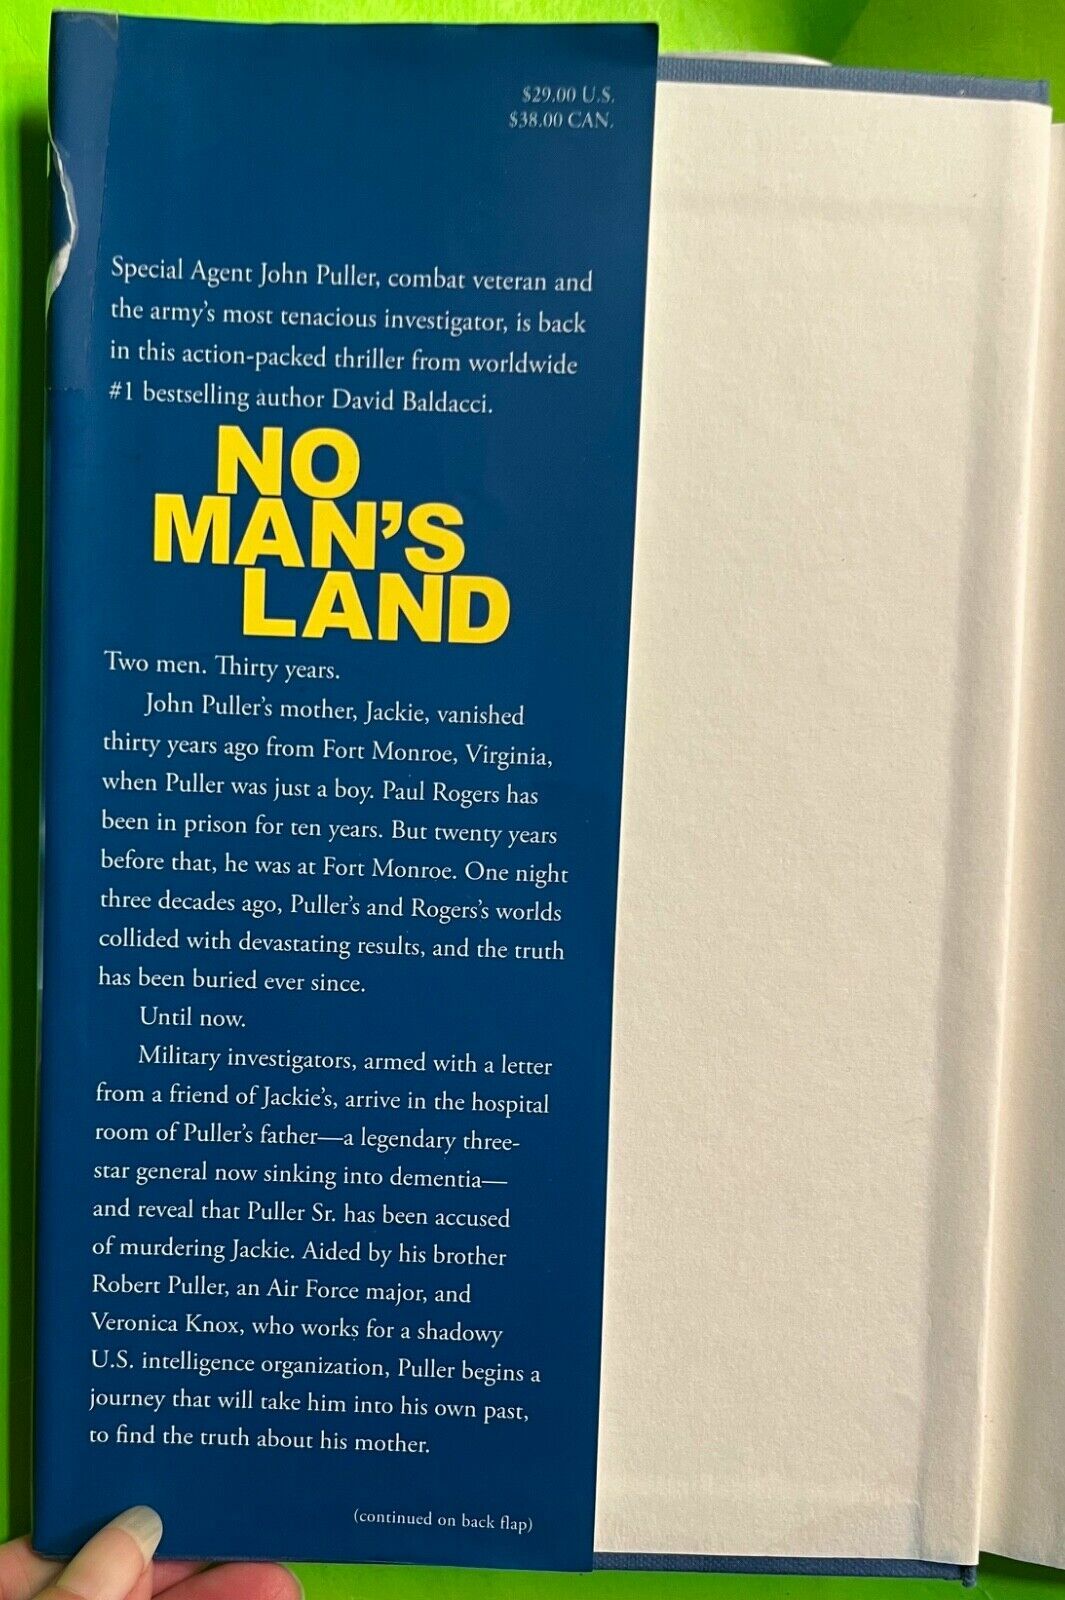 $29.00 U.S.
$38.00 CAN.
Special Agent John Puller, combat veteran and
the army's most tenacious investigator, is back
in this action-packed thriller from worldwide
#1 bestselling author David Baldacci.
NO
MAN'S
LAND
Two men. Thirty years.
John Puller's mother, Jackie, vanished
thirty years ago from Fort Monroe, Virginia,
when Puller was just a boy. Paul Rogers has
been in prison for ten years. But twenty years
before that, he was at Fort Monroe. One night
three decades ago, Puller's and Rogers's worlds
collided with devastating results, and the truth
has been buried ever since.
Until now.
Military investigators, armed with a letter
from a friend of Jackie's, arrive in the hospital
room of Puller's father—a legendary three-
star general now sinking into dementia—
and reveal that Puller Sr. has been accused
of murdering Jackie. Aided by his brother
Robert Puller, an Air Force major, and
Veronica Knox, who works for a shadowy
U.S. intelligence organization, Puller begins a
journey that will take him into his own past,
to find the truth about his mother.
(continued on back flap)